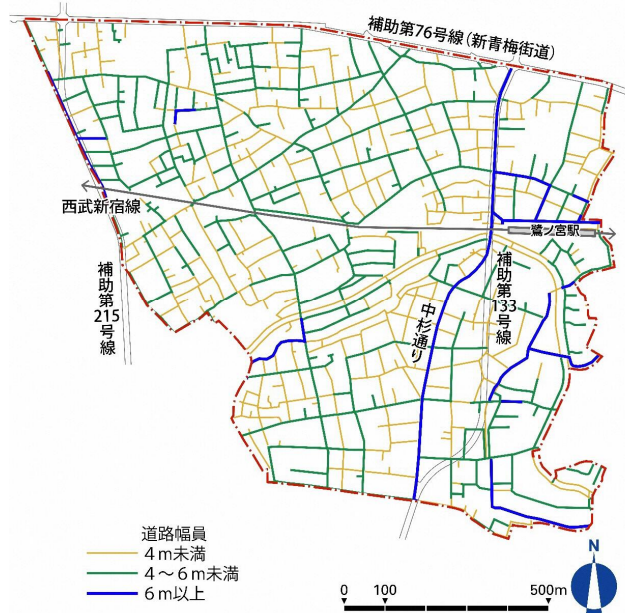 補助第76号線（新青梅街道）
西武新宿線
鷺ノ宮駅
補助第215号線
補助第133号線
中杉通り
道路幅員
4m未満
4～6m未満
6m以上
0 100 500m
N